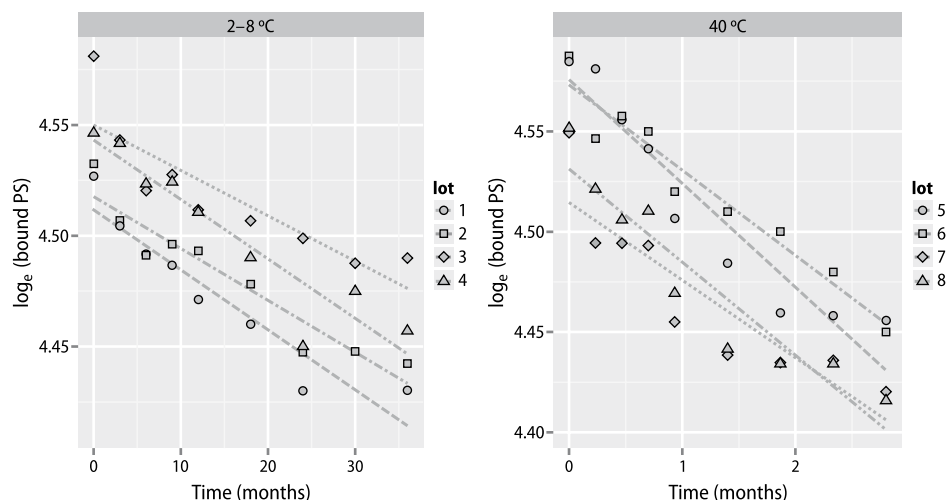 2–8 ºC
4.55
4.50
4.45
0 10 20 30
Time (months)
logₑ (bound PS)
lot
1
2
3
4
40 ºC
4.55
4.50
4.45
4.40
0 1 2
Time (months)
logₑ (bound PS)
lot
5
6
7
8